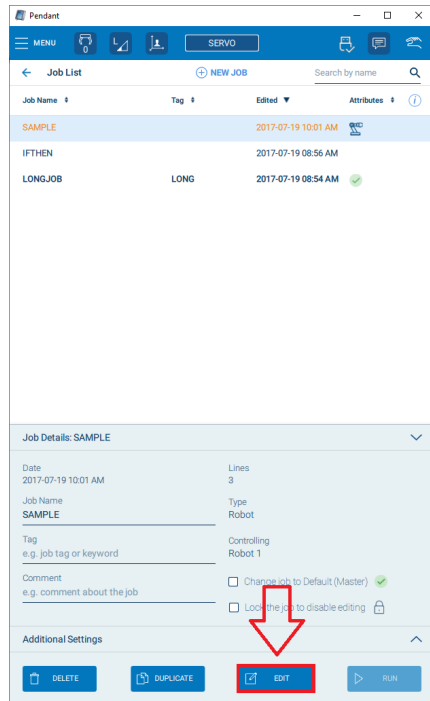 Pendant
MENU
0
L
SERVO
Job List
NEW JOB
Search by name
Job Name
Tag
Edited
Attributes
i
SAMPLE 2017-07-19 10:01 AM
IFTHEN 2017-07-19 08:56 AM
LONGJOB LONG 2017-07-19 08:54 AM
Job Details: SAMPLE
Date
2017-07-19 10:01 AM
Lines
3
Job Name
SAMPLE
Type
Robot
Tag
e.g. job tag or keyword
Controlling
Robot 1
Comment
e.g. comment about the job
Change job to Default (Master)
Lock the job to disable editing
Additional Settings
DELETE
DUPLICATE
EDIT
RUN